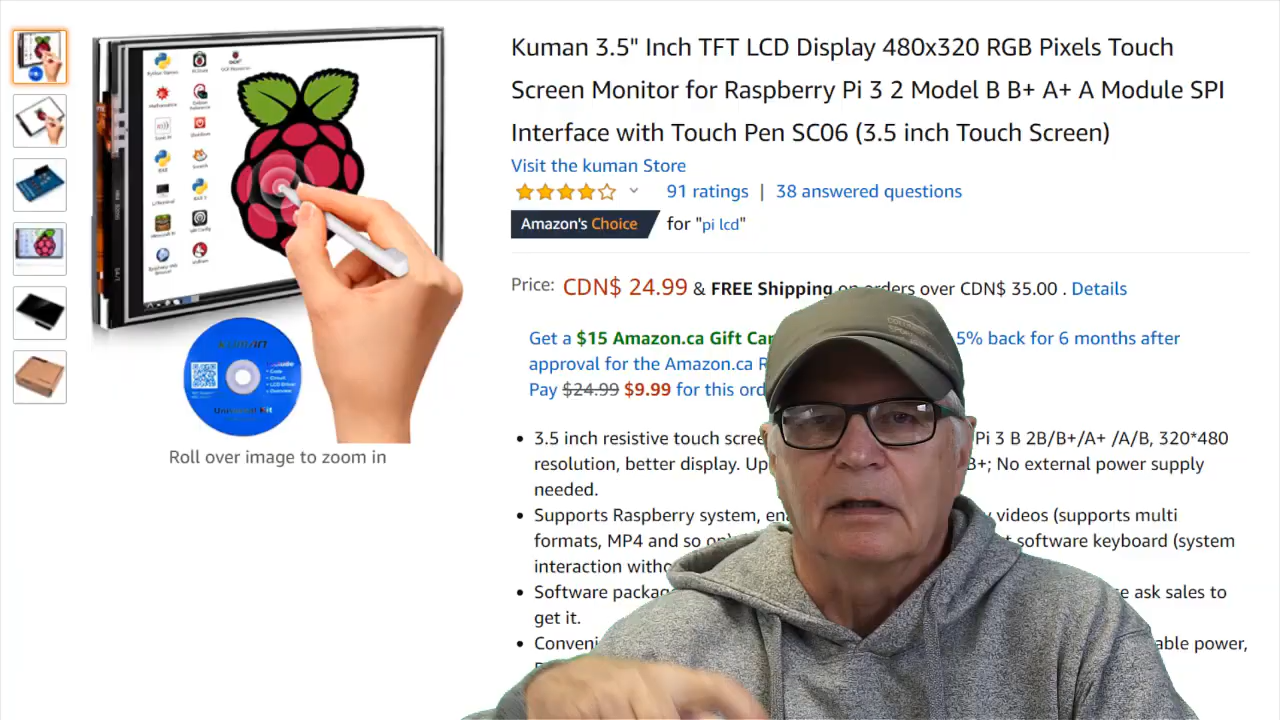 Kuman 3.5" Inch TFT LCD Display 480x320 RGB Pixels Touch
Screen Monitor for Raspberry Pi 3 2 Model B B+ A+ A Module SPI
Interface with Touch Pen SC06 (3.5 inch Touch Screen)
Visit the kuman Store
91 ratings | 38 answered questions
Amazon's Choice for "pi lcd"
Price: CDN$ 24.99 & FREE Shipping on orders over CDN$ 35.00 . Details
Get a $15 Amazon.ca Gift Car 5% back for 6 months after
approval for the Amazon.ca R
Pay $24.99 $9.99 for this ord
3.5 inch resistive touch scree Pi 3 B 2B/B+/A+ /A/B, 320*480
resolution, better display. Up B+; No external power supply
needed.
Supports Raspberry system, en videos (supports multi
formats, MP4 and so on) software keyboard (system
interaction witho
Software packag e ask sales to
get it.
Conveni able power,
Roll over image to zoom in